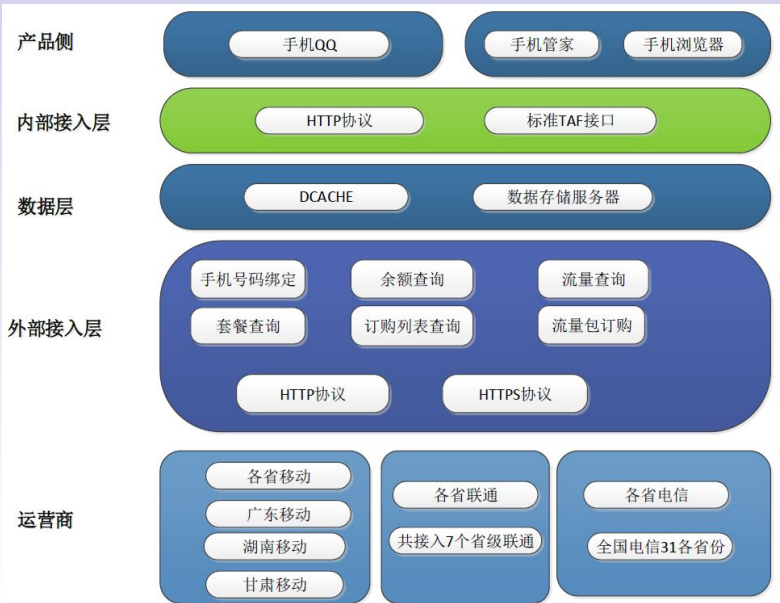 产品侧
手机QQ
手机管家
手机浏览器
内部接入层
HTTP协议
标准TAF接口
数据层
DCACHE
数据存储服务器
外部接入层
手机号码绑定
余额查询
流量查询
套餐查询
订购列表查询
流量包订购
HTTP协议
HTTPS协议
运营商
各省移动
广东移动
湖南移动
甘肃移动
各省联通
共接入7个省级联通
各省电信
全国电信31各省份